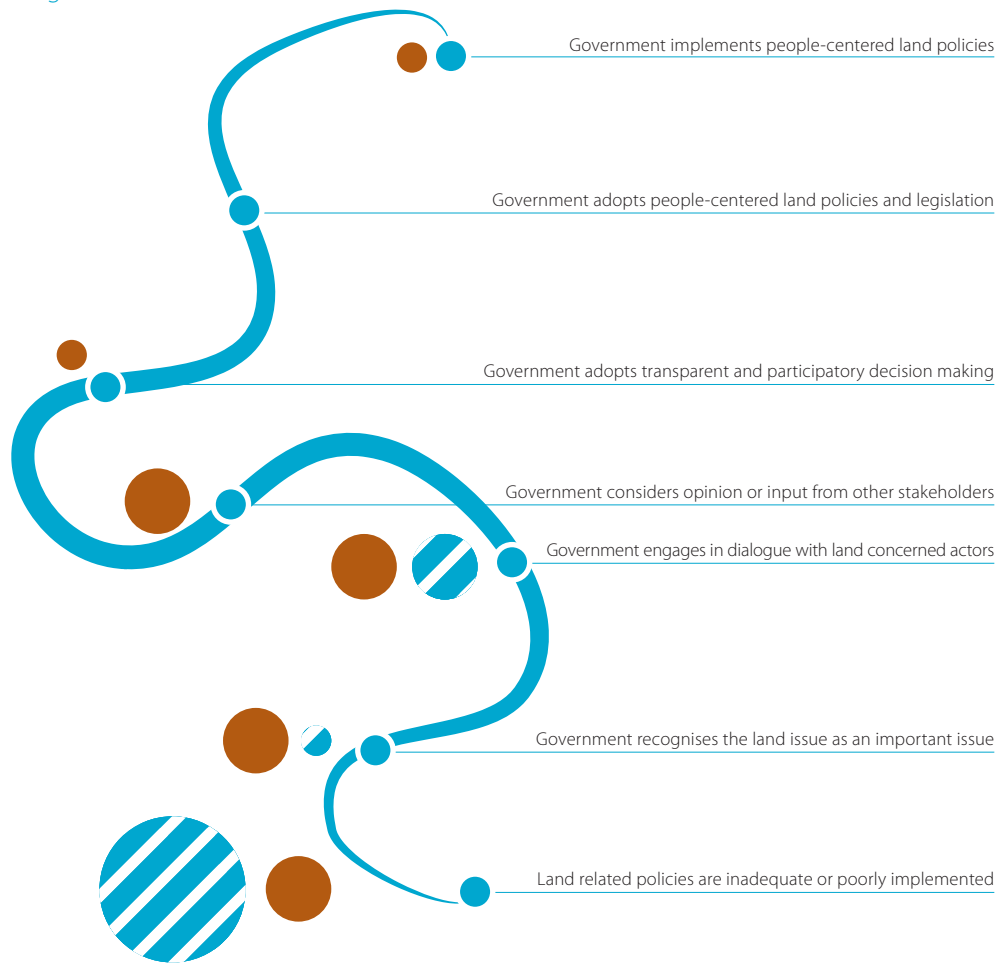 Government implements people-centered land policies
Government adopts people-centered land policies and legislation
Government adopts transparent and participatory decision making
Government considers opinion or input from other stakeholders
Government engages in dialogue with land concerned actors
Government recognises the land issue as an important issue
Land related policies are inadequate or poorly implemented